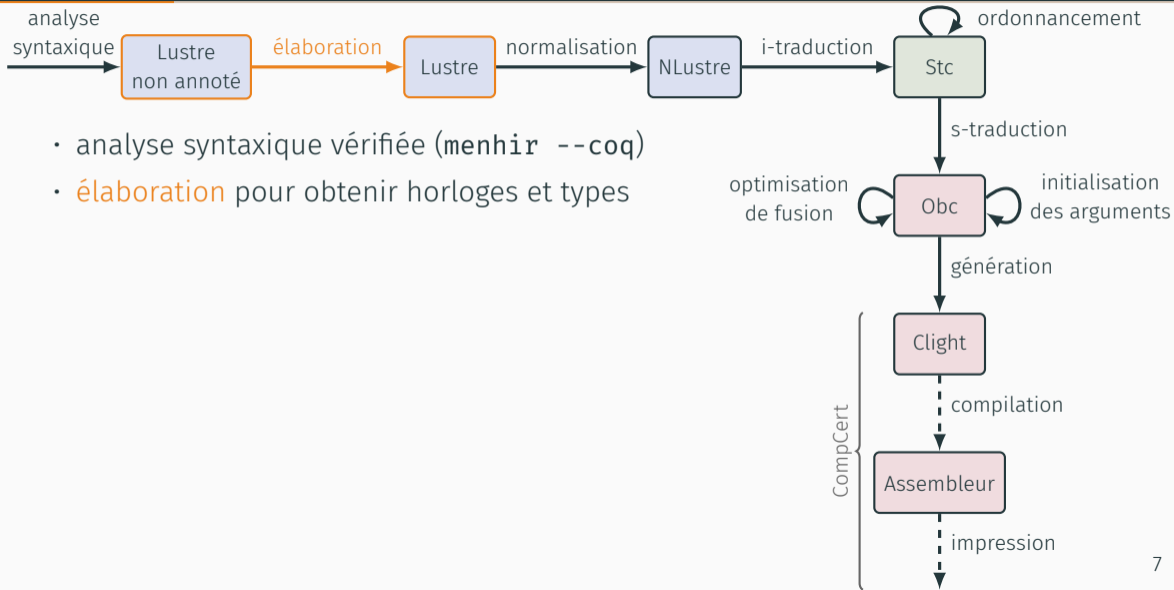 analyse
syntaxique
Lustre
non annoté
élaboration
Lustre
normalisation
NLustre
i-traduction
Stc
ordonnancement
· analyse syntaxique vérifiée (menhir --coq)
· élaboration pour obtenir horloges et types
s-traduction
optimisation
de fusion
Obc
initialisation
des arguments
génération
Clight
CompCert
compilation
Assembleur
impression
7